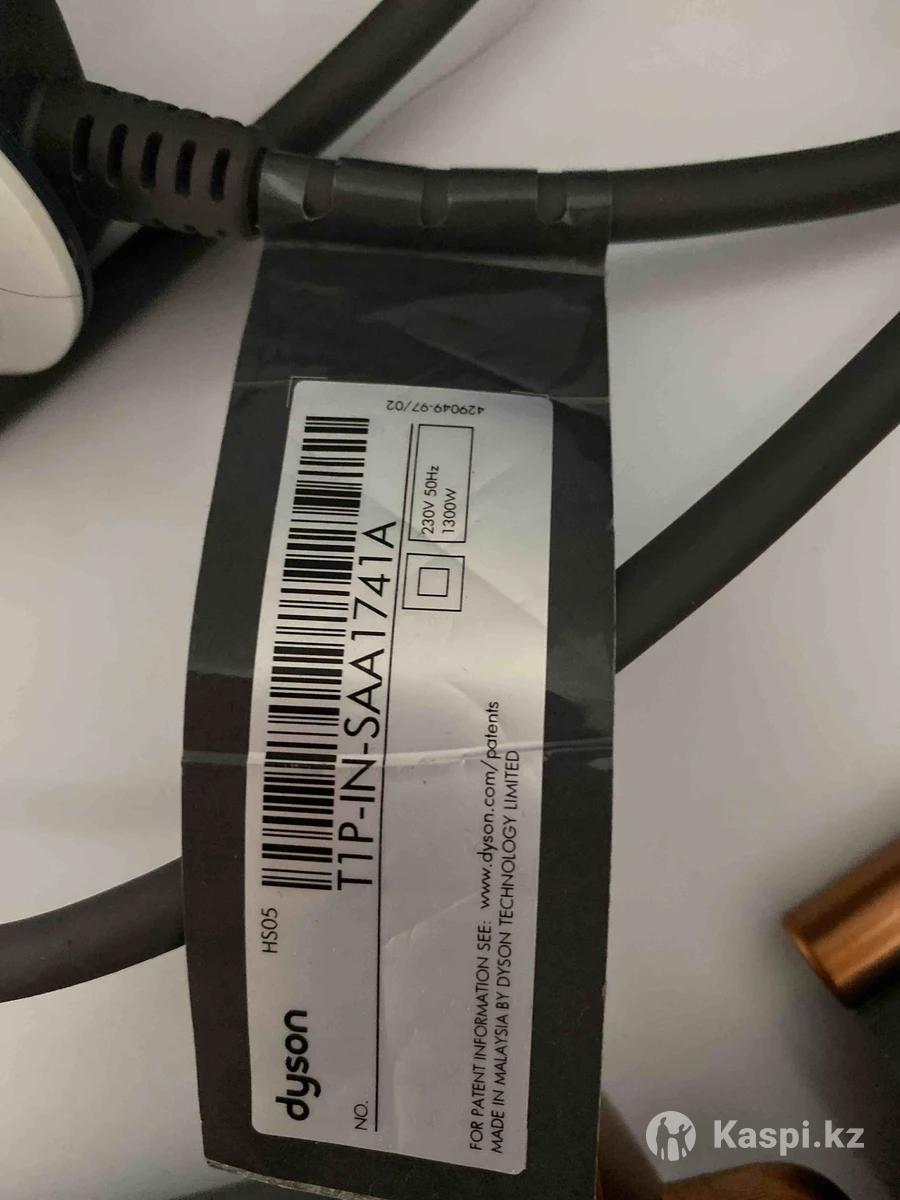 dyson
HS05
NO.
T1P-IN-SAA1741A
230V 50Hz
1300W
429049-97/02
FOR PATENT INFORMATION SEE: www.dyson.com/patents
MADE IN MALAYSIA BY DYSON TECHNOLOGY LIMITED
Kaspi.kz